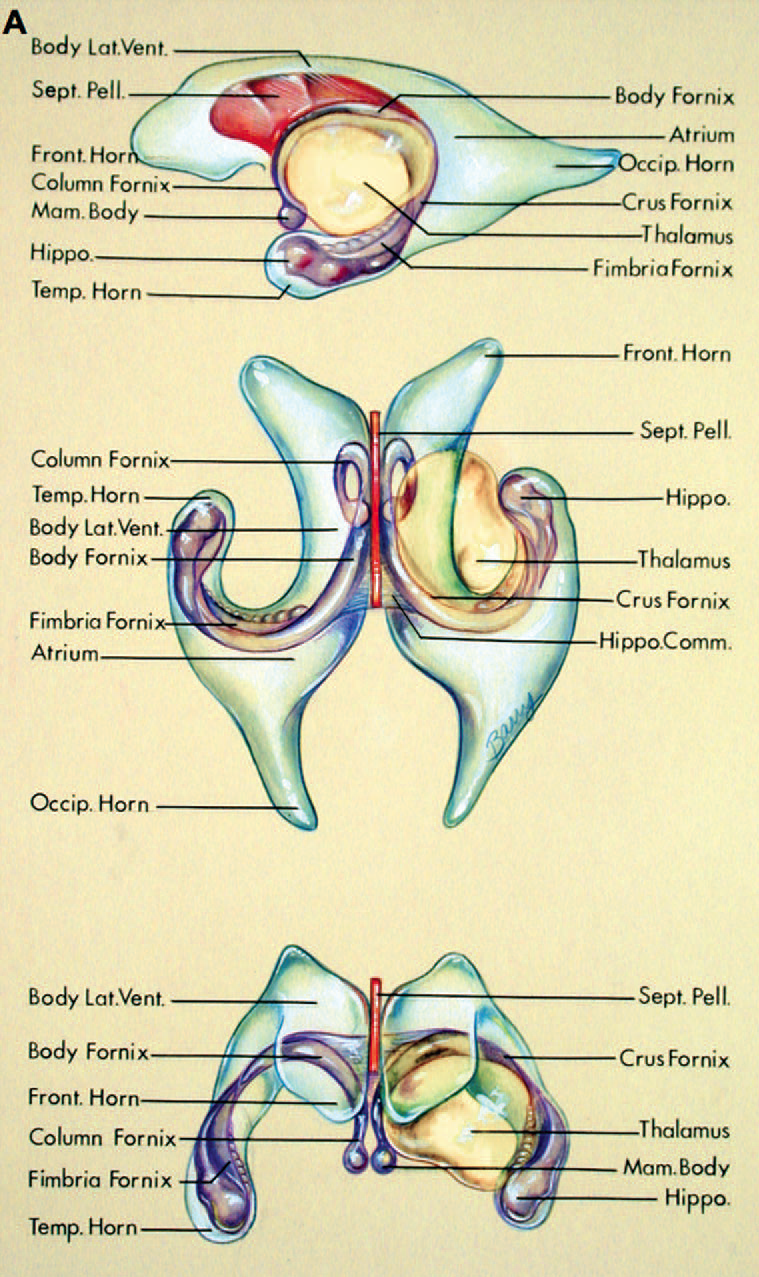 A
Body Lat.Vent.
Sept. Pell.
Front. Horn
Column Fornix
Mam. Body
Hippo.
Temp. Horn
Body Fornix
Atrium
Occip. Horn
Crus Fornix
Thalamus
Fimbria Fornix
Front. Horn
Sept. Pell.
Column Fornix
Temp. Horn
Body Lat.Vent.
Body Fornix
Fimbria Fornix
Atrium
Occip. Horn
Hippo.
Thalamus
Crus Fornix
Hippo.Comm.
Barry
Body Lat.Vent.
Body Fornix
Front. Horn
Column Fornix
Fimbria Fornix
Temp. Horn
Sept. Pell.
Crus Fornix
Thalamus
Mam. Body
Hippo.